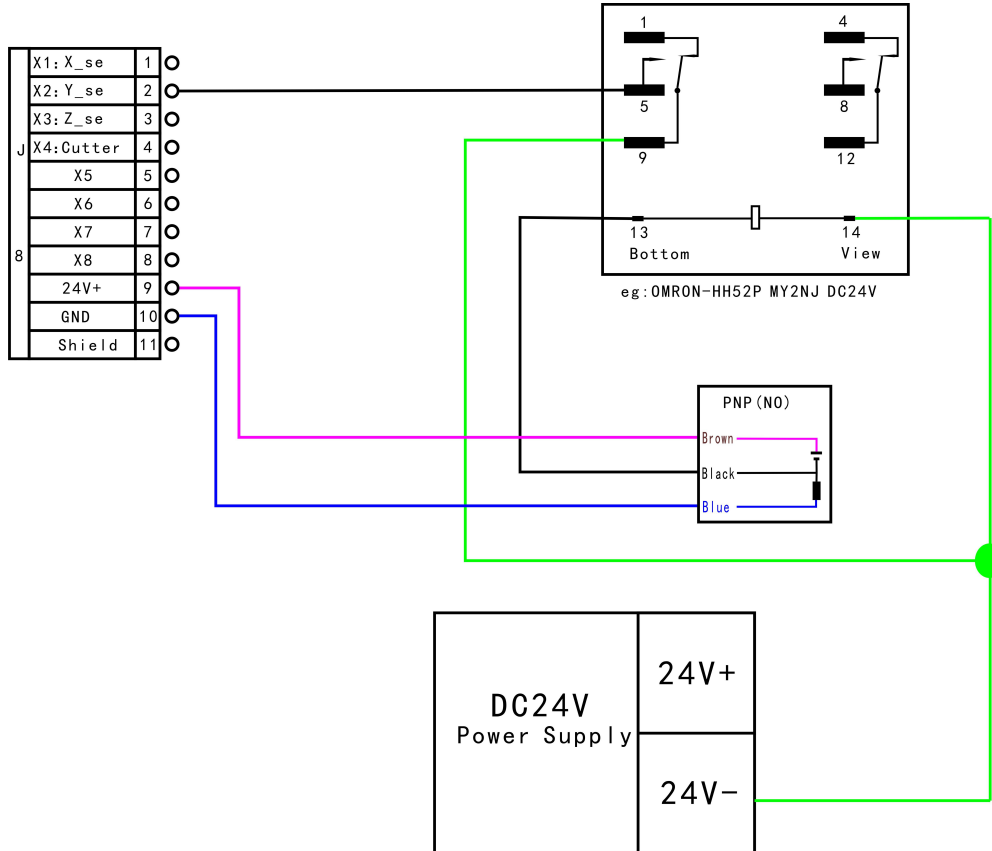 J8
X1: X_se 1
X2: Y_se 2
X3: Z_se 3
X4:Cutter 4
X5 5
X6 6
X7 7
X8 8
24V+ 9
GND 10
Shield 11
1 4
5 8
9 12
13 14
Bottom View
eg:OMRON-HH52P MY2NJ DC24V
PNP(NO)
Brown
Black
Blue
DC24V
Power Supply
24V+
24V-